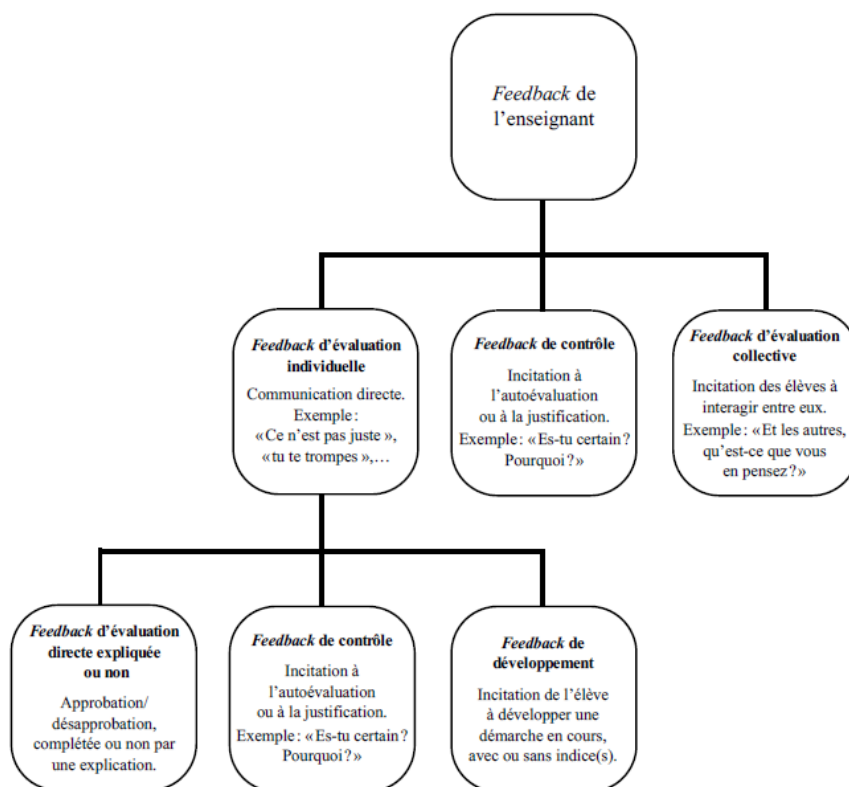 Feedback de
l’enseignant
Feedback d’évaluation
individuelle
Communication directe.
Exemple :
« Ce n’est pas juste »,
« tu te trompes »,…
Feedback de contrôle
Incitation à
l’autoévaluation
ou à la justification.
Exemple : « Es-tu certain ?
Pourquoi ? »
Feedback d’évaluation
collective
Incitation des élèves à
interagir entre eux.
Exemple : « Et les autres,
qu’est-ce que vous
en pensez ? »
Feedback d’évaluation
directe expliquée
ou non
Approbation/
désapprobation,
complétée ou non par
une explication.
Feedback de contrôle
Incitation à
l’autoévaluation
ou à la justification.
Exemple : « Es-tu certain ?
Pourquoi ? »
Feedback de
développement
Incitation de l’élève
à développer une
démarche en cours,
avec ou sans indice(s).